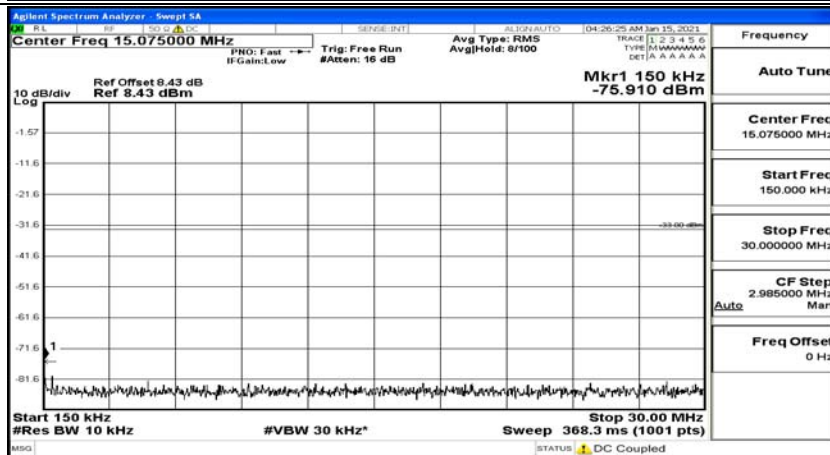 Agilent Spectrum Analyzer - Swept SA
RL RF 50 Ω DC SENSE:INT ALIGN AUTO 04:26:25 AM Jan 15, 2021
Center Freq 15.075000 MHz
PNO: Fast
IFGain:Low
Trig: Free Run
#Atten: 16 dB
Avg Type: RMS
Avg|Hold: 8/100
TRACE 1 2 3 4 5 6
TYPE M W W W W W
DET A A A A A A
Ref Offset 8.43 dB
10 dB/div Ref 8.43 dBm
Log
Mkr1 150 kHz
-75.910 dBm
-1.57
-11.6
-21.6
-31.6
-33.00 dBm
-41.6
-51.6
-61.6
-71.6
1
-81.6
Start 150 kHz Stop 30.00 MHz
#Res BW 10 kHz #VBW 30 kHz* Sweep 368.3 ms (1001 pts)
MSG STATUS DC Coupled
Frequency
Auto Tune
Center Freq
15.075000 MHz
Start Freq
150.000 kHz
Stop Freq
30.000000 MHz
CF Step
2.985000 MHz
Auto Man
Freq Offset
0 Hz